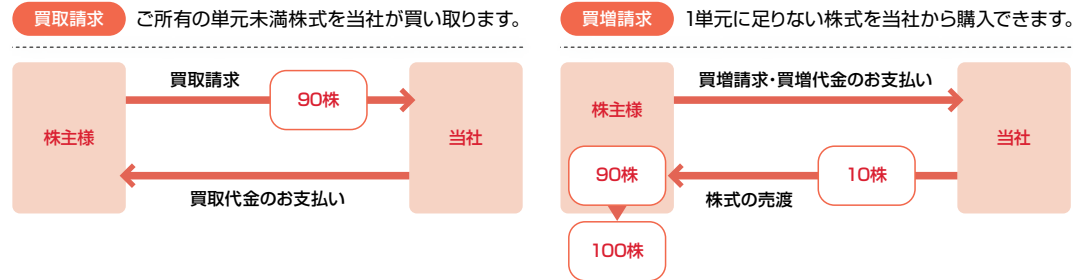 買取請求 ご所有の単元未満株式を当社が買い取ります。
買取請求
90株
株主様
当社
買取代金のお支払い
買増請求 1単元に足りない株式を当社から購入できます。
買増請求・買増代金のお支払い
株主様
当社
90株
10株
株式の売渡
100株